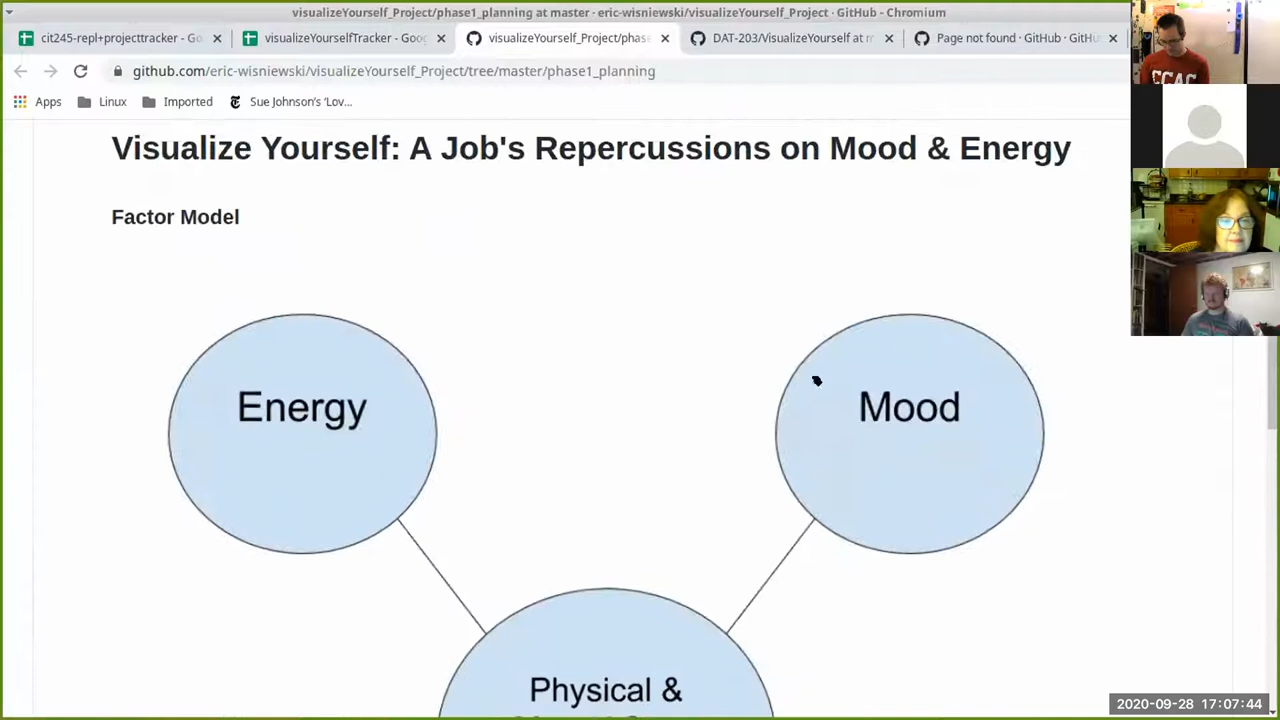 visualizeYourself_Project/phase1_planning at master · eric-wisniewski/visualizeYourself_Project · GitHub - Chromium
cit245-repl+projecttracker - Go
visualizeYourselfTracker - Goog
visualizeYourself_Project/phase
DAT-203/VisualizeYourself at m
Page not found · GitHub · GitHu
github.com/eric-wisniewski/visualizeYourself_Project/tree/master/phase1_planning
Apps
Linux
Imported
Sue Johnson's 'Lov...
Visualize Yourself: A Job's Repercussions on Mood & Energy
Factor Model
Energy
Mood
Physical &
CCAC
2020-09-28 17:07:44